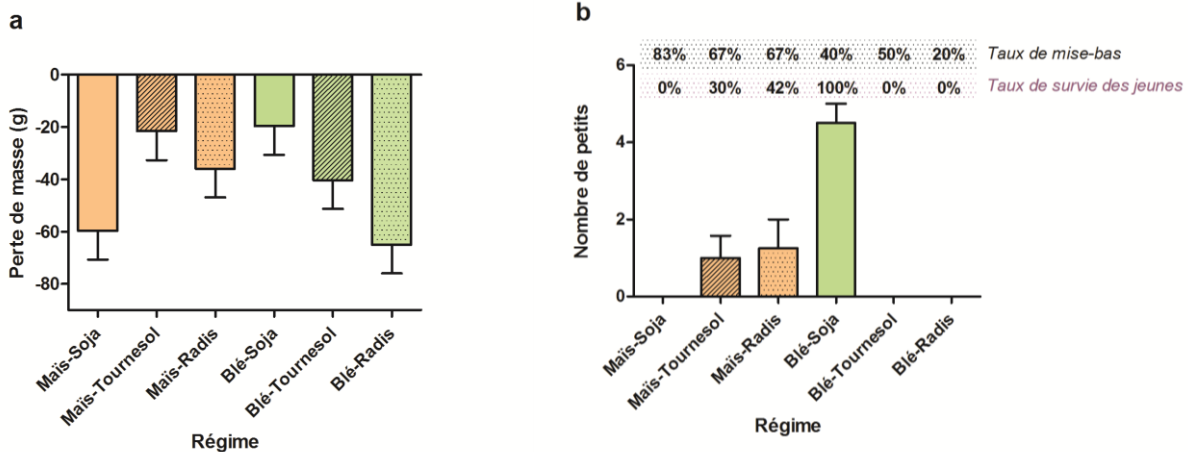 a
0
-20
-40
-60
-80
Perte de masse (g)
Maïs-Soja
Maïs-Tournesol
Maïs-Radis
Blé-Soja
Blé-Tournesol
Blé-Radis
Régime
b
83% 67% 67% 40% 50% 20% Taux de mise-bas
0% 30% 42% 100% 0% 0% Taux de survie des jeunes
6
4
2
0
Nombre de petits
Maïs-Soja
Maïs-Tournesol
Maïs-Radis
Blé-Soja
Blé-Tournesol
Blé-Radis
Régime